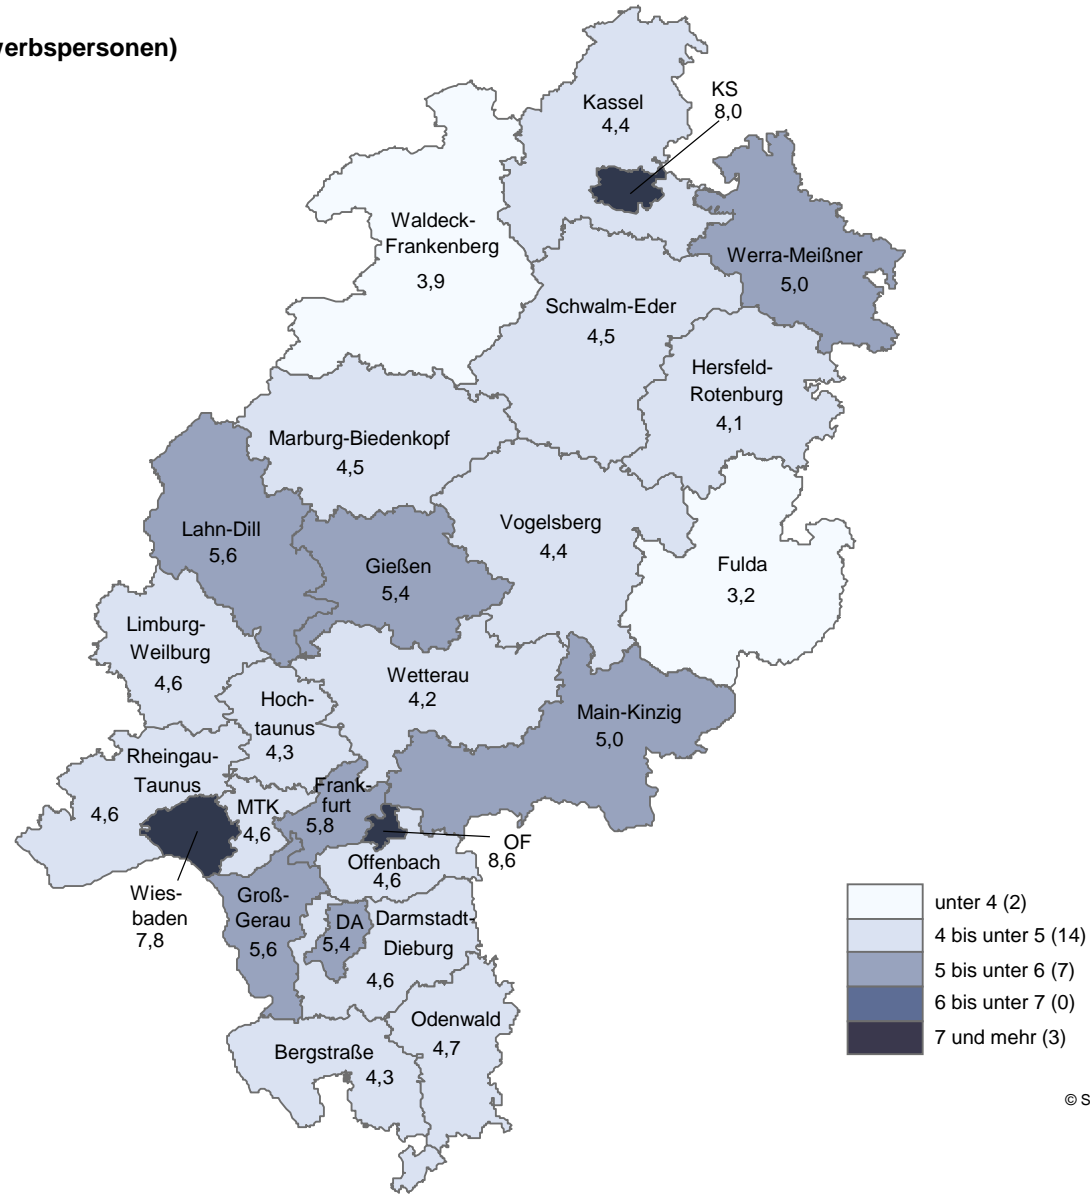 verbspersonen)
Kassel
4,4
KS
8,0
Waldeck-
Frankenberg
3,9
Werra-Meißner
5,0
Schwalm-Eder
4,5
Hersfeld-
Rotenburg
4,1
Marburg-Biedenkopf
4,5
Lahn-Dill
5,6
Gießen
5,4
Vogelsberg
4,4
Fulda
3,2
Limburg-
Weilburg
4,6
Wetterau
4,2
Hoch-
taunus
4,3
Main-Kinzig
5,0
Rheingau-
Taunus
4,6
MTK
4,6
Frank-
furt
5,8
OF
8,6
Offenbach
4,6
Wies-
baden
7,8
Groß-
Gerau
5,6
DA
5,4
Darmstadt-
Dieburg
4,6
Odenwald
4,7
Bergstraße
4,3
unter 4 (2)
4 bis unter 5 (14)
5 bis unter 6 (7)
6 bis unter 7 (0)
7 und mehr (3)
© S